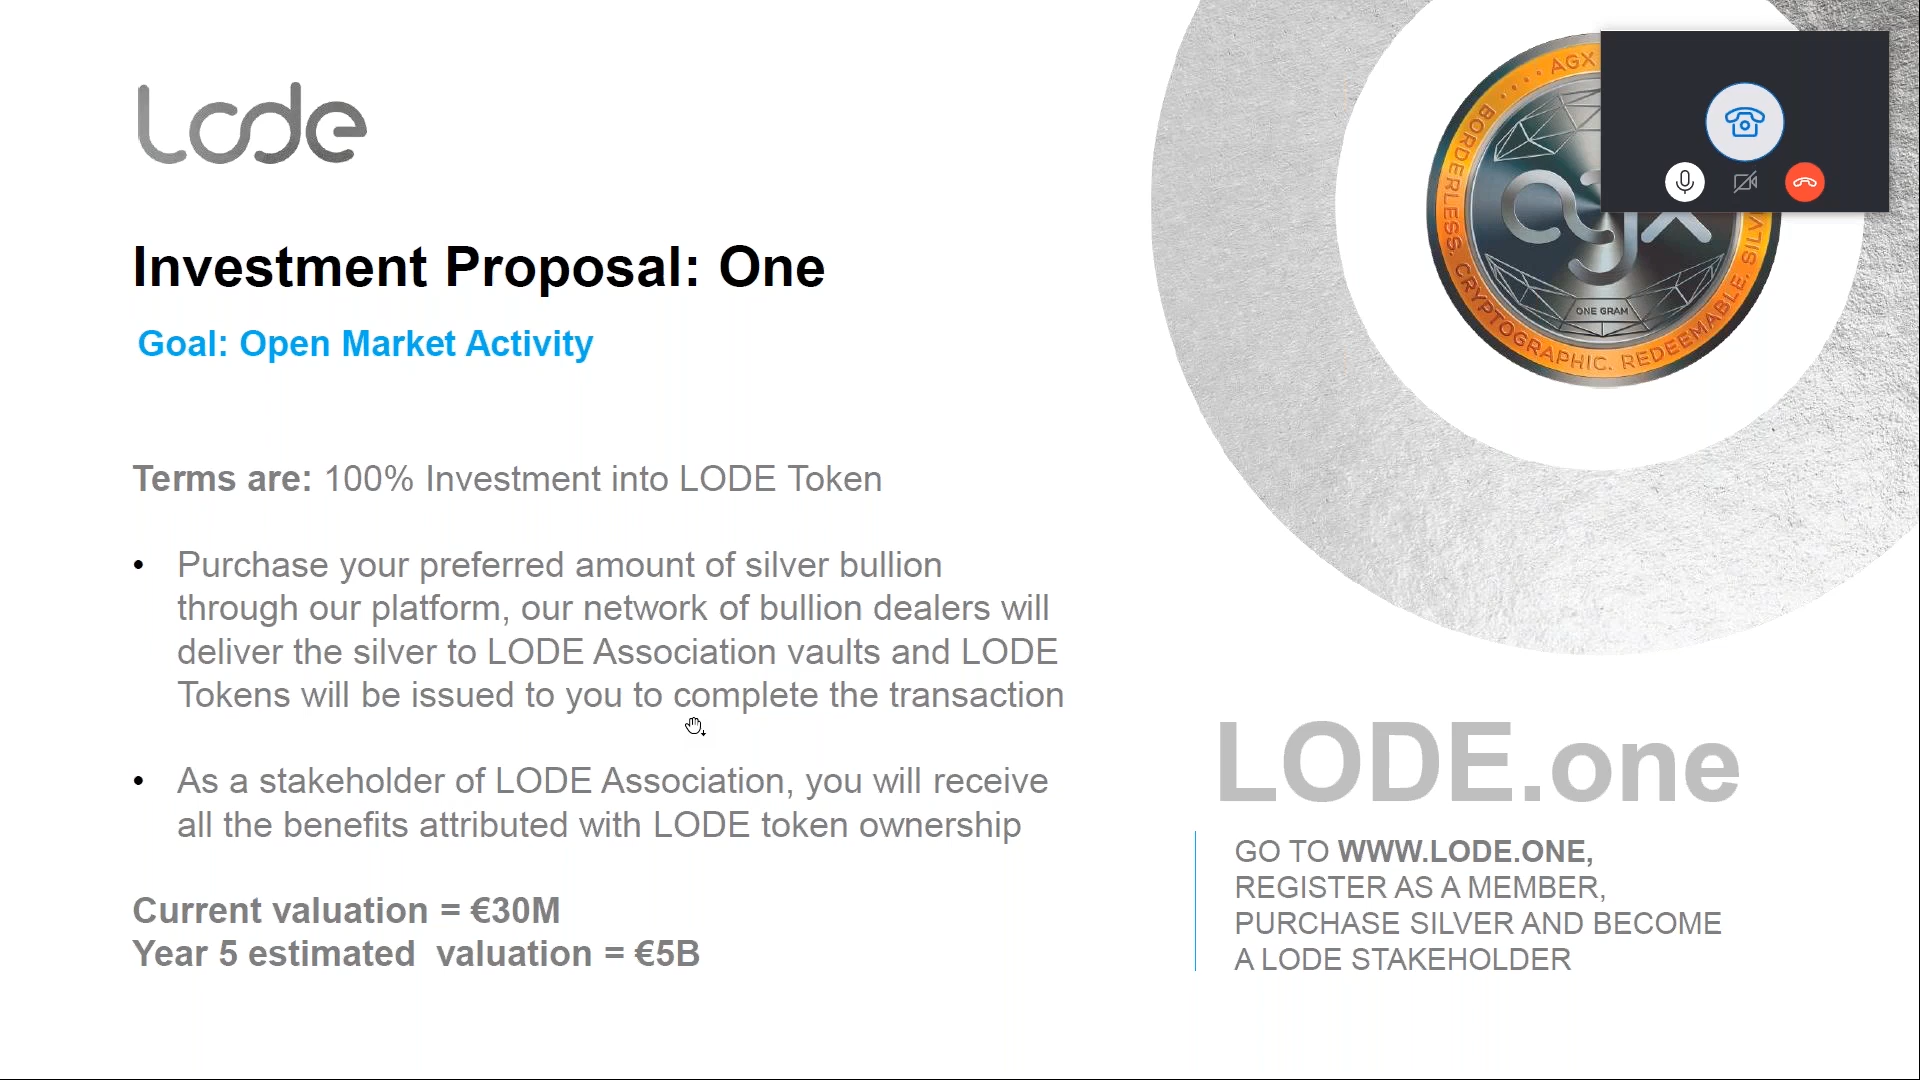 Lode
Investment Proposal: One
Goal: Open Market Activity
Terms are: 100% Investment into LODE Token
• Purchase your preferred amount of silver bullion
through our platform, our network of bullion dealers will
deliver the silver to LODE Association vaults and LODE
Tokens will be issued to you to complete the transaction
• As a stakeholder of LODE Association, you will receive
all the benefits attributed with LODE token ownership
Current valuation = €30M
Year 5 estimated valuation = €5B
AGX
BORDERLESS. CRYPTOGRAPHIC. REDEEMABLE. SILV
agx
ONE GRAM
LODE.one
GO TO WWW.LODE.ONE,
REGISTER AS A MEMBER,
PURCHASE SILVER AND BECOME
A LODE STAKEHOLDER